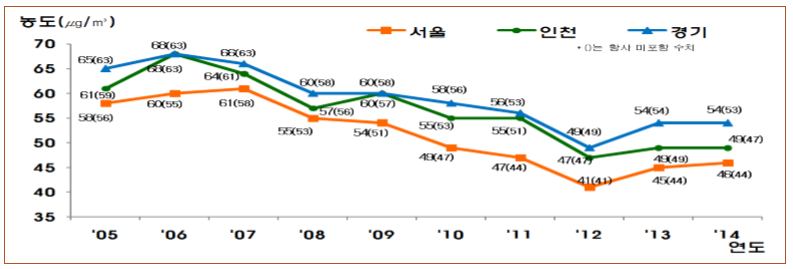 농도(μg/㎥)
서울 인천 경기
* ()는 황사 미포함 수치
70
65
60
55
50
45
40
35
65(63) 68(63) 66(63) 60(58) 60(58) 58(56) 56(53) 49(49) 54(54) 54(53)
61(59) 68(63) 64(61) 57(56) 60(57) 55(53) 55(51) 47(47) 49(49) 49(47)
58(56) 60(55) 61(58) 55(53) 54(51) 49(47) 47(44) 41(41) 45(44) 46(44)
'05 '06 '07 '08 '09 '10 '11 '12 '13 '14
연도